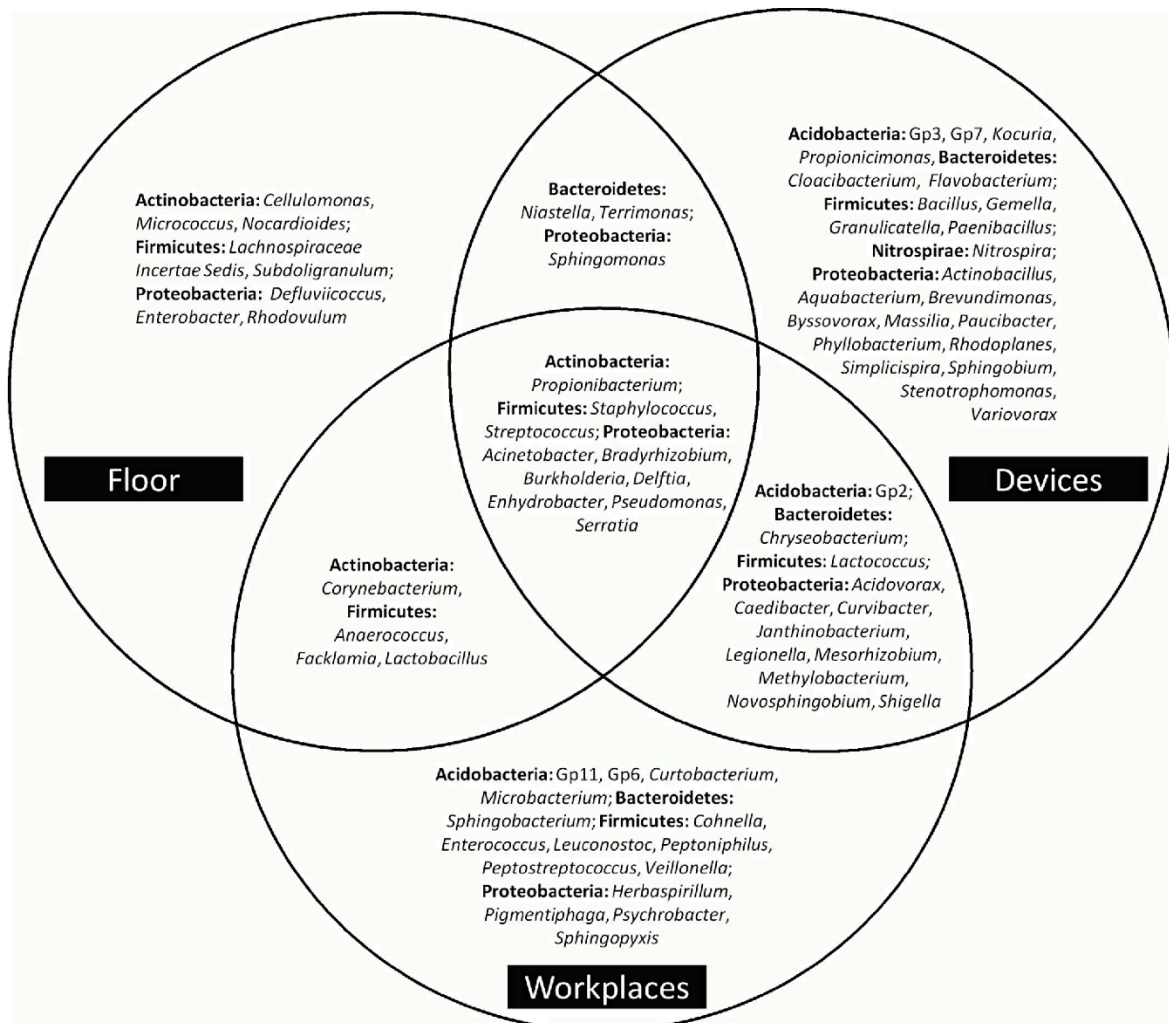 Actinobacteria: Cellulomonas,
Micrococcus, Nocardioides;
Firmicutes: Lachnospiraceae
Incertae Sedis, Subdoligranulum;
Proteobacteria: Defluviicoccus,
Enterobacter, Rhodovulum
Bacteroidetes:
Niastella, Terrimonas;
Proteobacteria:
Sphingomonas
Acidobacteria: Gp3, Gp7, Kocuria,
Propionicimonas, Bacteroidetes:
Cloacibacterium, Flavobacterium;
Firmicutes: Bacillus, Gemella,
Granulicatella, Paenibacillus;
Nitrospirae: Nitrospira;
Proteobacteria: Actinobacillus,
Aquabacterium, Brevundimonas,
Byssovorax, Massilia, Paucibacter,
Phyllobacterium, Rhodoplanes,
Simplicispira, Sphingobium,
Stenotrophomonas,
Variovorax
Actinobacteria:
Propionibacterium;
Firmicutes: Staphylococcus,
Streptococcus; Proteobacteria:
Acinetobacter, Bradyrhizobium,
Burkholderia, Delftia,
Enhydrobacter, Pseudomonas,
Serratia
Floor
Devices
Actinobacteria:
Corynebacterium,
Firmicutes:
Anaerococcus,
Facklamia, Lactobacillus
Acidobacteria: Gp2;
Bacteroidetes:
Chryseobacterium;
Firmicutes: Lactococcus;
Proteobacteria: Acidovorax,
Caedibacter, Curvibacter,
Janthinobacterium,
Legionella, Mesorhizobium,
Methylobacterium,
Novosphingobium, Shigella
Acidobacteria: Gp11, Gp6, Curtobacterium,
Microbacterium; Bacteroidetes:
Sphingobacterium; Firmicutes: Cohnella,
Enterococcus, Leuconostoc, Peptoniphilus,
Peptostreptococcus, Veillonella;
Proteobacteria: Herbaspirillum,
Pigmentiphaga, Psychrobacter,
Sphingopyxis
Workplaces